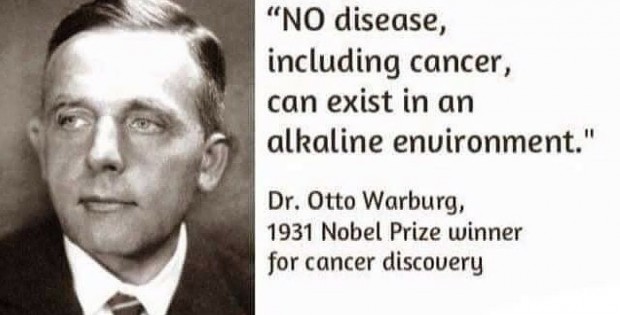 “NO disease,
including cancer,
can exist in an
alkaline environment."
Dr. Otto Warburg,
1931 Nobel Prize winner
for cancer discovery